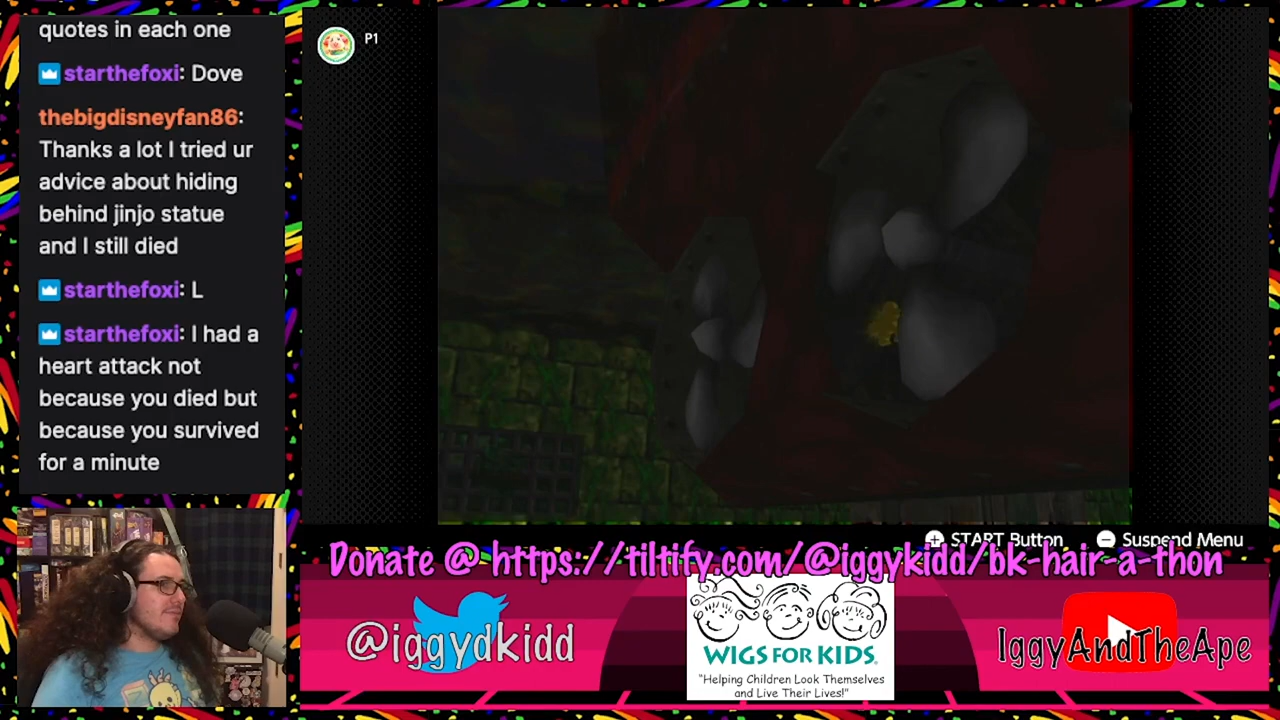 quotes in each one
starthefoxi: Dove
thebigdisneyfan86:
Thanks a lot I tried ur
advice about hiding
behind jinjo statue
and I still died
starthefoxi: L
starthefoxi: I had a
heart attack not
because you died but
because you survived
for a minute
P1
START Button
Suspend Menu
Donate @ https://tiltify.com/@iggykidd/bk-hair-a-thon
@iggydkidd
WIGS FOR KIDS.
"Helping Children Look Themselves
and Live Their Lives!"
IggyAndTheApe